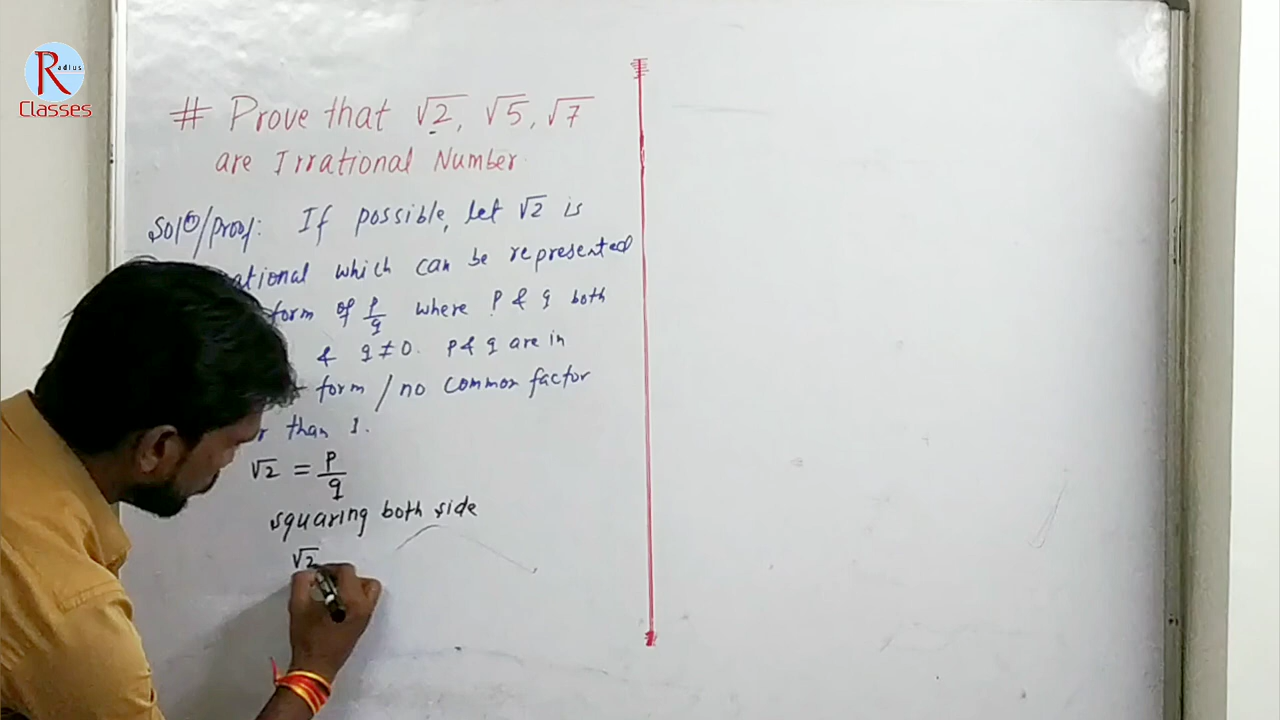 Radius
Classes
# Prove that √2, √5, √7
are Irrational Number.
Solⁿ/Proof: If possible, let √2 is
ational which can be represented
form of p/q where p & q both
& q ≠ 0. p & q are in
form / no common factor
than 1.
√2 = p/q
squaring both side
√2